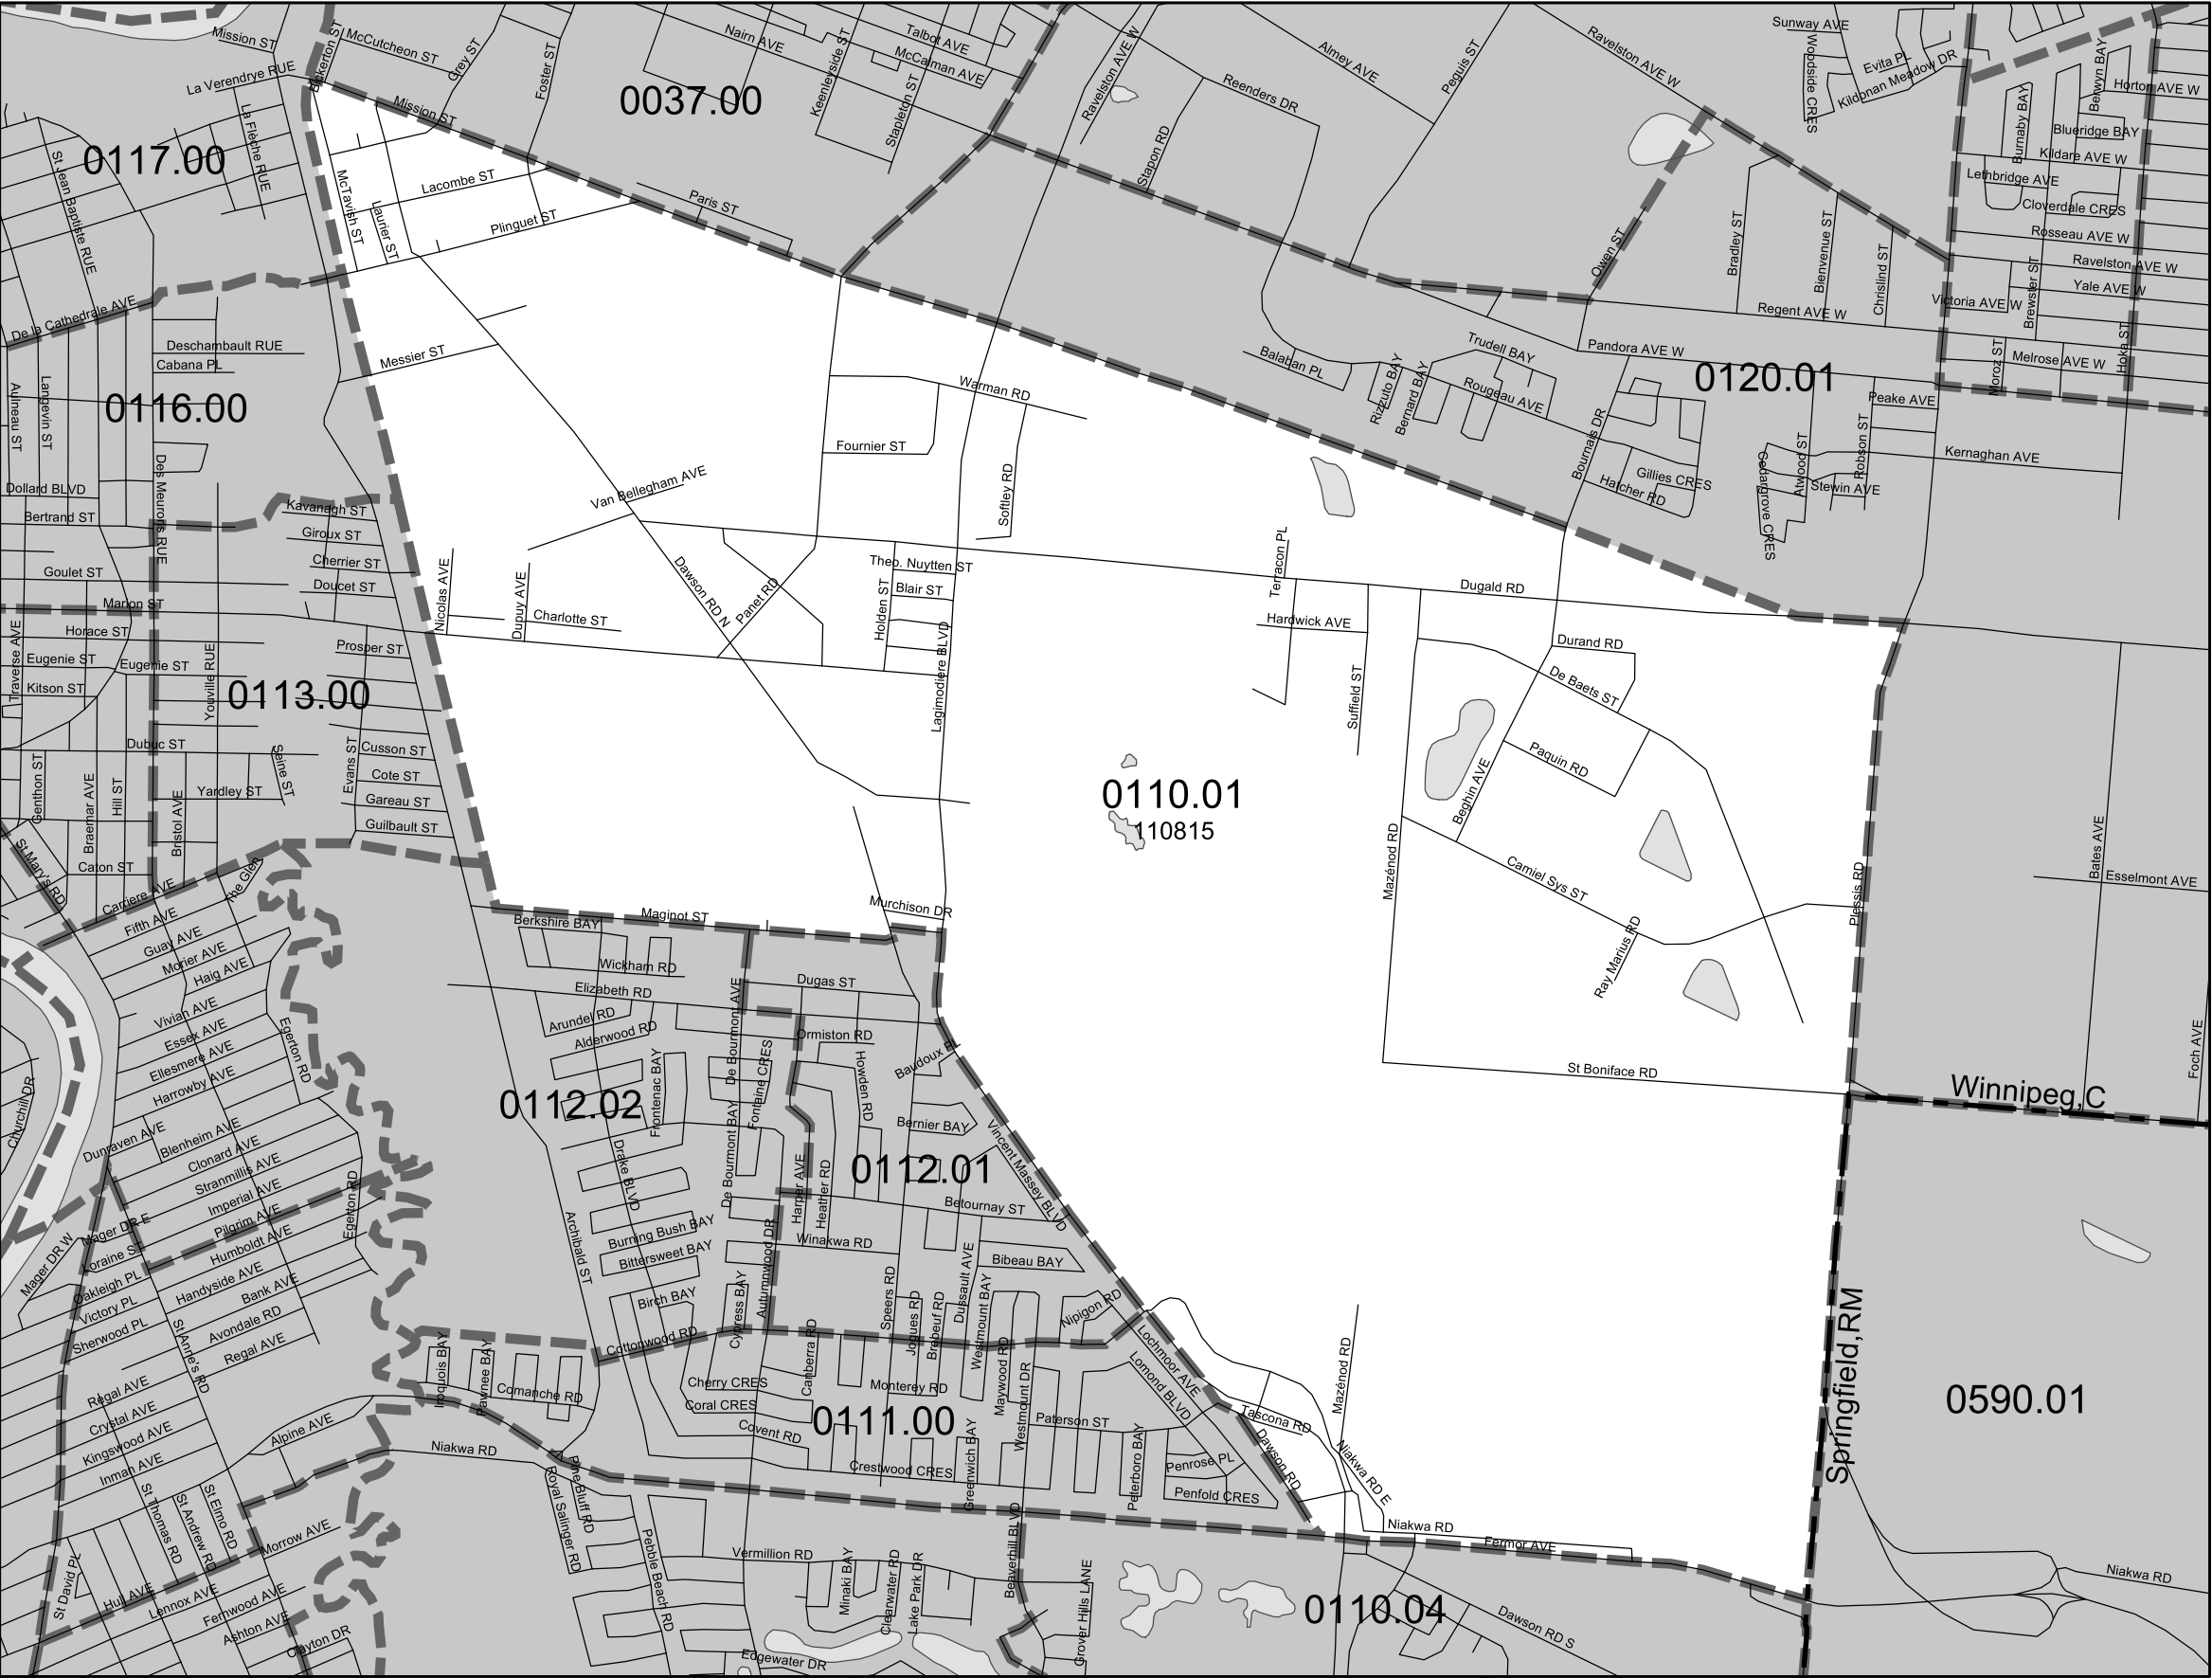 Mission ST
Bickerton ST
McCutcheon ST
Grey ST
Foster ST
Nairn AVE
Keenleyside ST
Talbot AVE
McCalman AVE
Stapleton ST
Ravelston AVE W
Reenders DR
Almey AVE
Peguis ST
Ravelston AVE W
Sunway AVE
Woodside CRES
Evita PL
Kildonan Meadow DR
Berwyn BAY
Horton AVE W
La Verendrye RUE
La Flèche RUE
Mission ST
0037.00
Stapon RD
Burnaby BAY
Blueridge BAY
Kildare AVE W
Lethbridge AVE
Cloverdale CRES
0117.00
St Jean Baptiste RUE
McTavish ST
Laurier ST
Lacombe ST
Plinguet ST
Paris ST
Owen ST
Bradley ST
Bienvenue ST
Chrislind ST
Rosseau AVE W
Ravelston AVE W
Yale AVE W
Victoria AVE W
Brewster ST
Regent AVE W
De la Cathedrale AVE
Deschambault RUE
Cabana PL
Messier ST
Balaban PL
Rizzuto BAY
Bernard BAY
Trudell BAY
Rougeau AVE
Pandora AVE W
0120.01
Moroz ST
Melrose AVE W
Hoka ST
Aulneau ST
Langevin ST
0116.00
Warman RD
Fournier ST
Softley RD
Bournais DR
Gillies CRES
Hatcher RD
Peake AVE
Kernaghan AVE
Cedargrove CRES
Atwood ST
Robson ST
Stewin AVE
Dollard BLVD
Bertrand ST
Des Meurons RUE
Kavanagh ST
Giroux ST
Cherrier ST
Doucet ST
Van Bellegham AVE
Goulet ST
Marion ST
Horace ST
Eugenie ST
Eugenie ST
Kitson ST
Traverse AVE
Youville RUE
0113.00
Prosper ST
Nicolas AVE
Dupuy AVE
Charlotte ST
Dawson RD N
Panet RD
Theo. Nuytten ST
Blair ST
Holden ST
Lagimodiere BLVD
Terracon PL
Hardwick AVE
Suffield ST
Dugald RD
Durand RD
De Baets ST
Paquin RD
Beghin AVE
Dubuc ST
Genthon ST
Braemar AVE
Hill ST
Bristol AVE
Yardley ST
Seine ST
Evans ST
Cusson ST
Cote ST
Gareau ST
Guilbault ST
0110.01
110815
Mazénod RD
Camiel Sys ST
Ray Marius RD
Plessis RD
Bates AVE
Esselmont AVE
Foch AVE
St Mary's RD
Caton ST
Carriere AVE
The Glen
Fifth AVE
Guay AVE
Morier AVE
Haig AVE
Vivian AVE
Essex AVE
Ellesmere AVE
Harrowby AVE
Egerton RD
Berkshire BAY
Maginot ST
Murchison DR
Wickham RD
Elizabeth RD
Dugas ST
Arundel RD
Alderwood RD
De Bourmont AVE
Ormiston RD
Baudoux PL
Fontaine CRES
Howden RD
Frontenac BAY
St Boniface RD
Winnipeg,C
Churchill DR
0112.02
Dunraven AVE
Blenheim AVE
Clonard AVE
Stranmillis AVE
Imperial AVE
Pilgrim AVE
Humboldt AVE
Egerton RD
Drake BLVD
De Bourmont BAY
Harper AVE
Heather RD
0112.01
Bernier BAY
Vincent Massey BLVD
Betournay ST
Mager DR E
Mager DR W
Loraine ST
Oakleigh PL
Victory PL
Sherwood PL
Handyside AVE
Bank AVE
Avondale RD
Regal AVE
St Anne's RD
Archibald ST
Burning Bush BAY
Bittersweet BAY
Birch BAY
Autumnwood DR
Cypress BAY
Winakwa RD
Bibeau BAY
Speers RD
Jogues RD
Brebeuf RD
Dussault AVE
Westmount BAY
Nipigon RD
Cottonwood RD
Canberra RD
Maywood RD
Westmount DR
Lochmoor AVE
Lomond BLVD
Mazénod RD
Springfield,RM
0590.01
Regal AVE
Crystal AVE
Kingswood AVE
Inman AVE
Alpine AVE
Iroquois BAY
Pawnee BAY
Comanche RD
Cherry CRES
Coral CRES
Covent RD
Monterey RD
0111.00
Crestwood CRES
Greenwich BAY
Paterson ST
Peterboro BAY
Penrose PL
Penfold CRES
Tascona RD
Dawson RD
Niakwa RD E
Niakwa RD
Niakwa RD
Fermor AVE
St Thomas RD
St Andrew RD
St Elmo RD
Morrow AVE
Royal Salinger RD
Pine Bluff RD
Pebble Beach RD
Vermillion RD
Minaki BAY
Clearwater RD
Lake Park DR
Beaverhill BLVD
Grover Hills LANE
0110.04
Dawson RD S
Niakwa RD
St David PL
Hull AVE
Lennox AVE
Fernwood AVE
Ashton AVE
Clayton DR
Edgewater DR